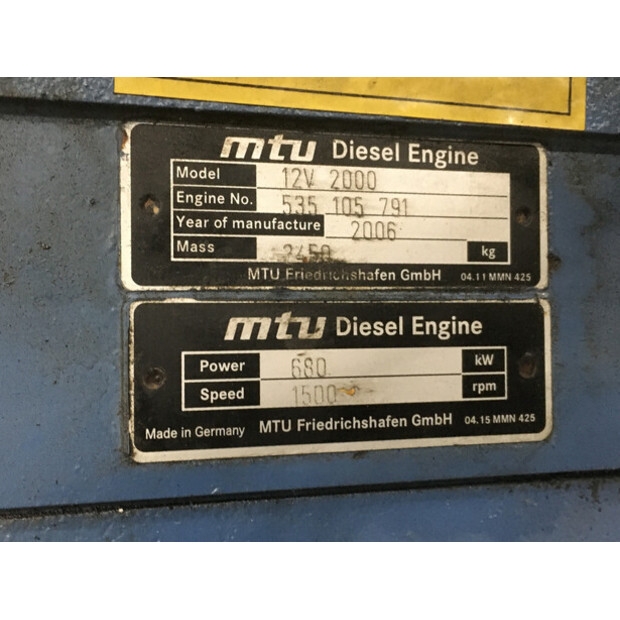 mtu Diesel Engine
Model 12V 2000
Engine No. 535 105 791
Year of manufacture 2006
Mass 2450 kg
MTU Friedrichshafen GmbH 04.11 MMN 425
mtu Diesel Engine
Power 680 kW
Speed 1500 rpm
Made in Germany MTU Friedrichshafen GmbH 04.15 MMN 425